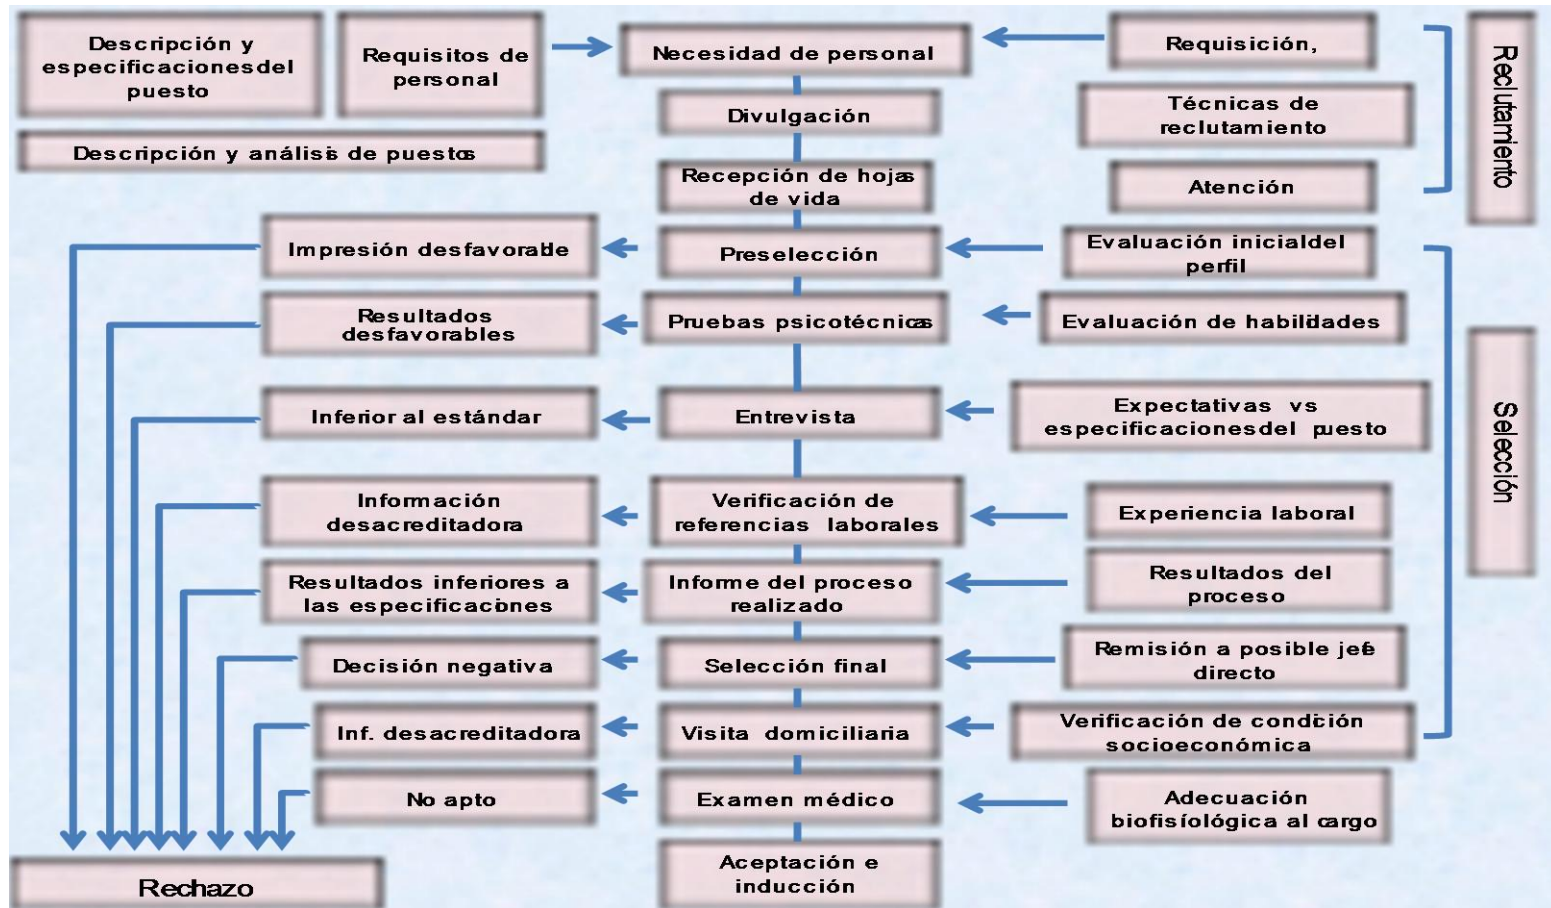 Descripción y
especificaciones del
puesto
Requisitos de
personal
Necesidad de personal
Requisición,
Reclutamiento
Divulgación
Técnicas de
reclutamiento
Descripción y análisis de puestos
Recepción de hojas
de vida
Atención
Impresión desfavorable
Preselección
Evaluación inicial del
perfil
Resultados
desfavorables
Pruebas psicotécnicas
Evaluación de habilidades
Selección
Inferior al estándar
Entrevista
Expectativas vs
especificaciones del puesto
Información
desacreditadora
Verificación de
referencias laborales
Experiencia laboral
Resultados inferiores a
las especificaciones
Informe del proceso
realizado
Resultados del
proceso
Decisión negativa
Selección final
Remisión a posible jefe
directo
Inf. desacreditadora
Visita domiciliaria
Verificación de condición
socioeconómica
No apto
Examen médico
Adecuación
biofisíológica al cargo
Rechazo
Aceptación e
inducción